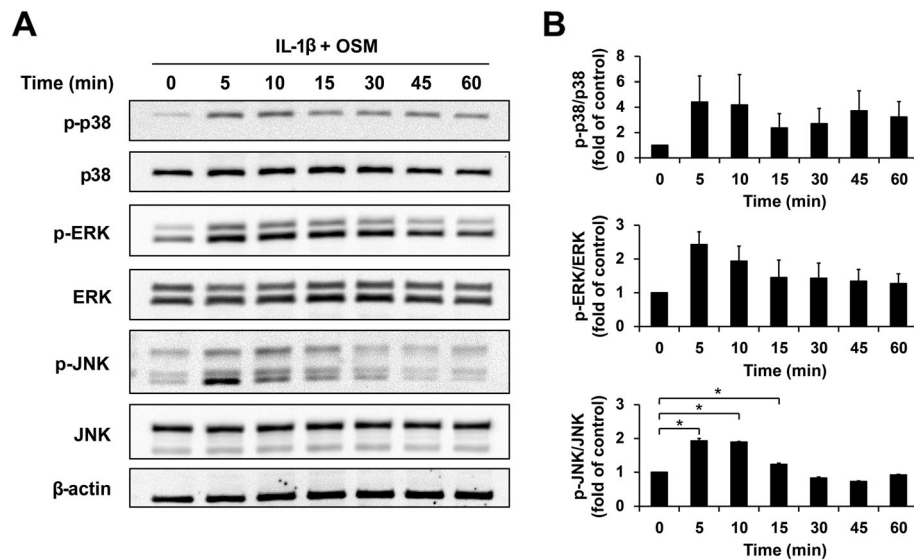 A
IL-1β + OSM
Time (min) 0 5 10 15 30 45 60
p-p38
p38
p-ERK
ERK
p-JNK
JNK
β-actin
B
p-p38/p38
(fold of control)
8
6
4
2
0
0 5 10 15 30 45 60
Time (min)
p-ERK/ERK
(fold of control)
3
2
1
0
0 5 10 15 30 45 60
Time (min)
p-JNK/JNK
(fold of control)
3
2
1
0
*
*
*
0 5 10 15 30 45 60
Time (min)